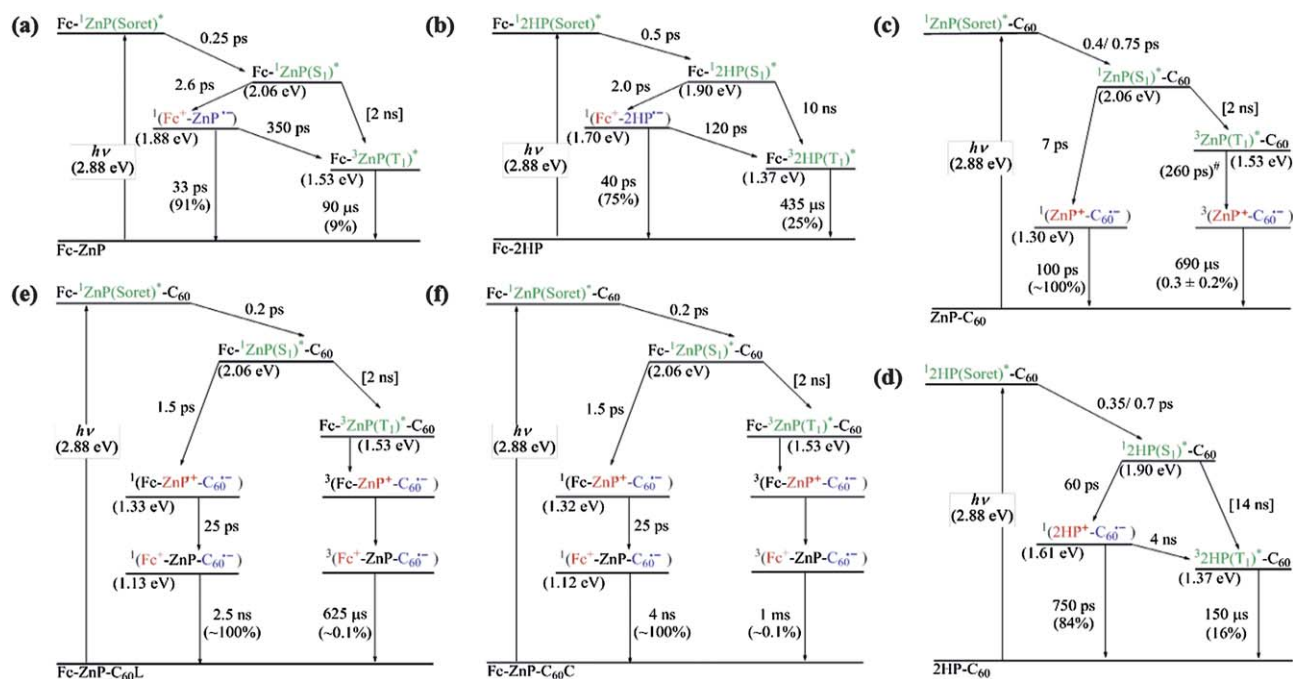 (a)
Fc-¹ZnP(Soret)*
0.25 ps
Fc-¹ZnP(S₁)*
(2.06 eV)
2.6 ps
¹(Fc⁺-ZnP•⁻)
(1.88 eV)
350 ps
[2 ns]
Fc-³ZnP(T₁)*
(1.53 eV)
hν
(2.88 eV)
33 ps
(91%)
90 µs
(9%)
Fc-ZnP
(b)
Fc-¹2HP(Soret)*
0.5 ps
Fc-¹2HP(S₁)*
(1.90 eV)
2.0 ps
¹(Fc⁺-2HP•⁻)
(1.70 eV)
120 ps
10 ns
Fc-³2HP(T₁)*
(1.37 eV)
hν
(2.88 eV)
40 ps
(75%)
435 µs
(25%)
Fc-2HP
(c)
¹ZnP(Soret)*-C₆₀
0.4/ 0.75 ps
¹ZnP(S₁)*-C₆₀
(2.06 eV)
[2 ns]
7 ps
³ZnP(T₁)*-C₆₀
(1.53 eV)
(260 ps)#
hν
(2.88 eV)
¹(ZnP⁺-C₆₀•⁻)
(1.30 eV)
³(ZnP⁺-C₆₀•⁻)
100 ps
(~100%)
690 µs
(0.3 ± 0.2%)
ZnP-C₆₀
(e)
Fc-¹ZnP(Soret)*-C₆₀
0.2 ps
Fc-¹ZnP(S₁)*-C₆₀
(2.06 eV)
1.5 ps
[2 ns]
Fc-³ZnP(T₁)*-C₆₀
(1.53 eV)
hν
(2.88 eV)
¹(Fc-ZnP⁺-C₆₀•⁻)
(1.33 eV)
³(Fc-ZnP⁺-C₆₀•⁻)
25 ps
¹(Fc⁺-ZnP-C₆₀•⁻)
(1.13 eV)
³(Fc⁺-ZnP-C₆₀•⁻)
2.5 ns
(~100%)
625 µs
(~0.1%)
Fc-ZnP-C₆₀L
(f)
Fc-¹ZnP(Soret)*-C₆₀
0.2 ps
Fc-¹ZnP(S₁)*-C₆₀
(2.06 eV)
1.5 ps
[2 ns]
Fc-³ZnP(T₁)*-C₆₀
(1.53 eV)
hν
(2.88 eV)
¹(Fc-ZnP⁺-C₆₀•⁻)
(1.32 eV)
³(Fc-ZnP⁺-C₆₀•⁻)
25 ps
¹(Fc⁺-ZnP-C₆₀•⁻)
(1.12 eV)
³(Fc⁺-ZnP-C₆₀•⁻)
4 ns
(~100%)
1 ms
(~0.1%)
Fc-ZnP-C₆₀C
(d)
¹2HP(Soret)*-C₆₀
0.35/ 0.7 ps
¹2HP(S₁)*-C₆₀
(1.90 eV)
60 ps
[14 ns]
hν
(2.88 eV)
¹(2HP⁺-C₆₀•⁻)
(1.61 eV)
4 ns
³2HP(T₁)*-C₆₀
(1.37 eV)
750 ps
(84%)
150 µs
(16%)
2HP-C₆₀